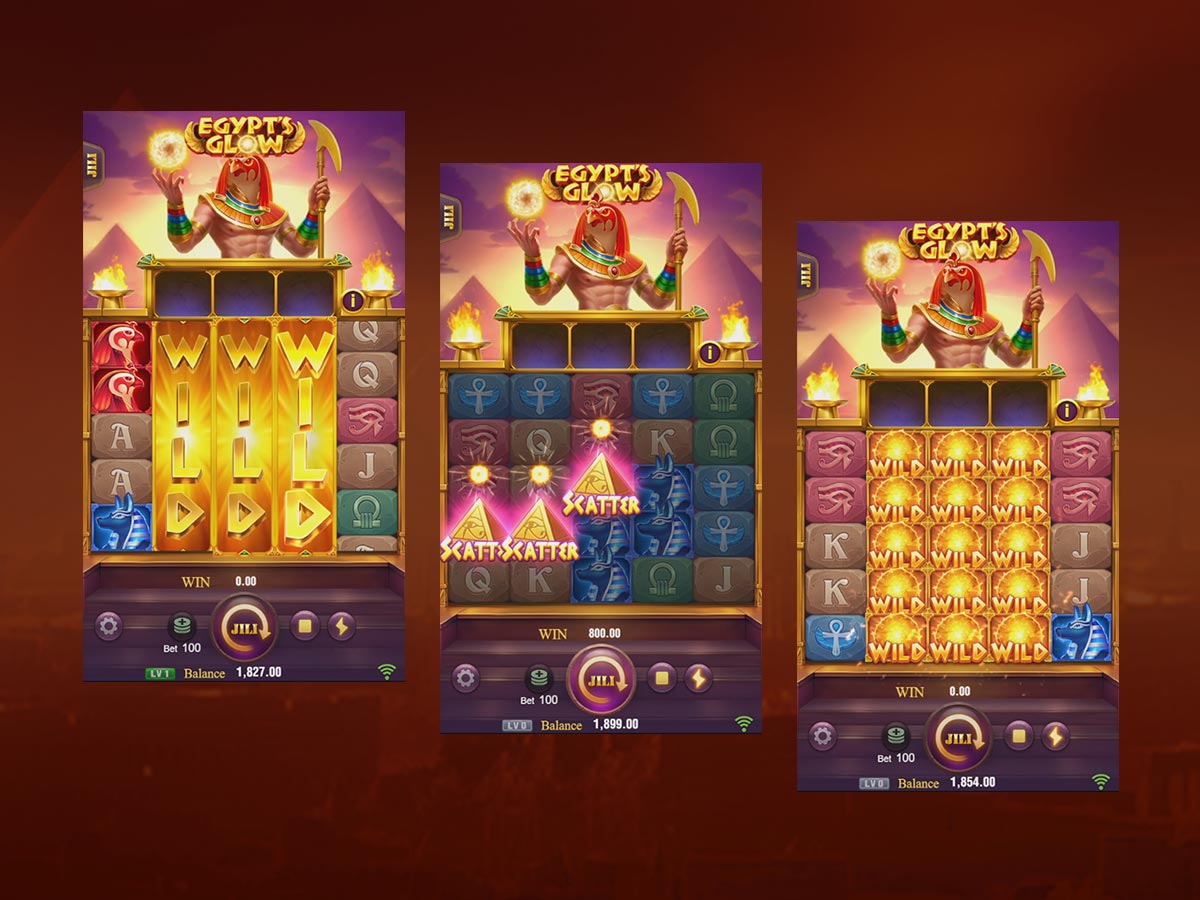 EGYPT'S
GLOW
JILI
i
W W W
I I I
L L L
D D D
Q
Q
A
A
J
WIN 0.00
JILI
Bet 100
LV 1 Balance 1,827.00
EGYPT'S
GLOW
JILI
i
Q K
SCATTER
SCATT SCATTER
Q K J
WIN 800.00
JILI
Bet 100
LV 0 Balance 1,899.00
EGYPT'S
GLOW
JILI
i
WILD WILD WILD
WILD WILD WILD
K WILD WILD WILD J
K WILD WILD WILD J
WILD WILD WILD
WIN 0.00
JILI
Bet 100
LV 0 Balance 1,854.00